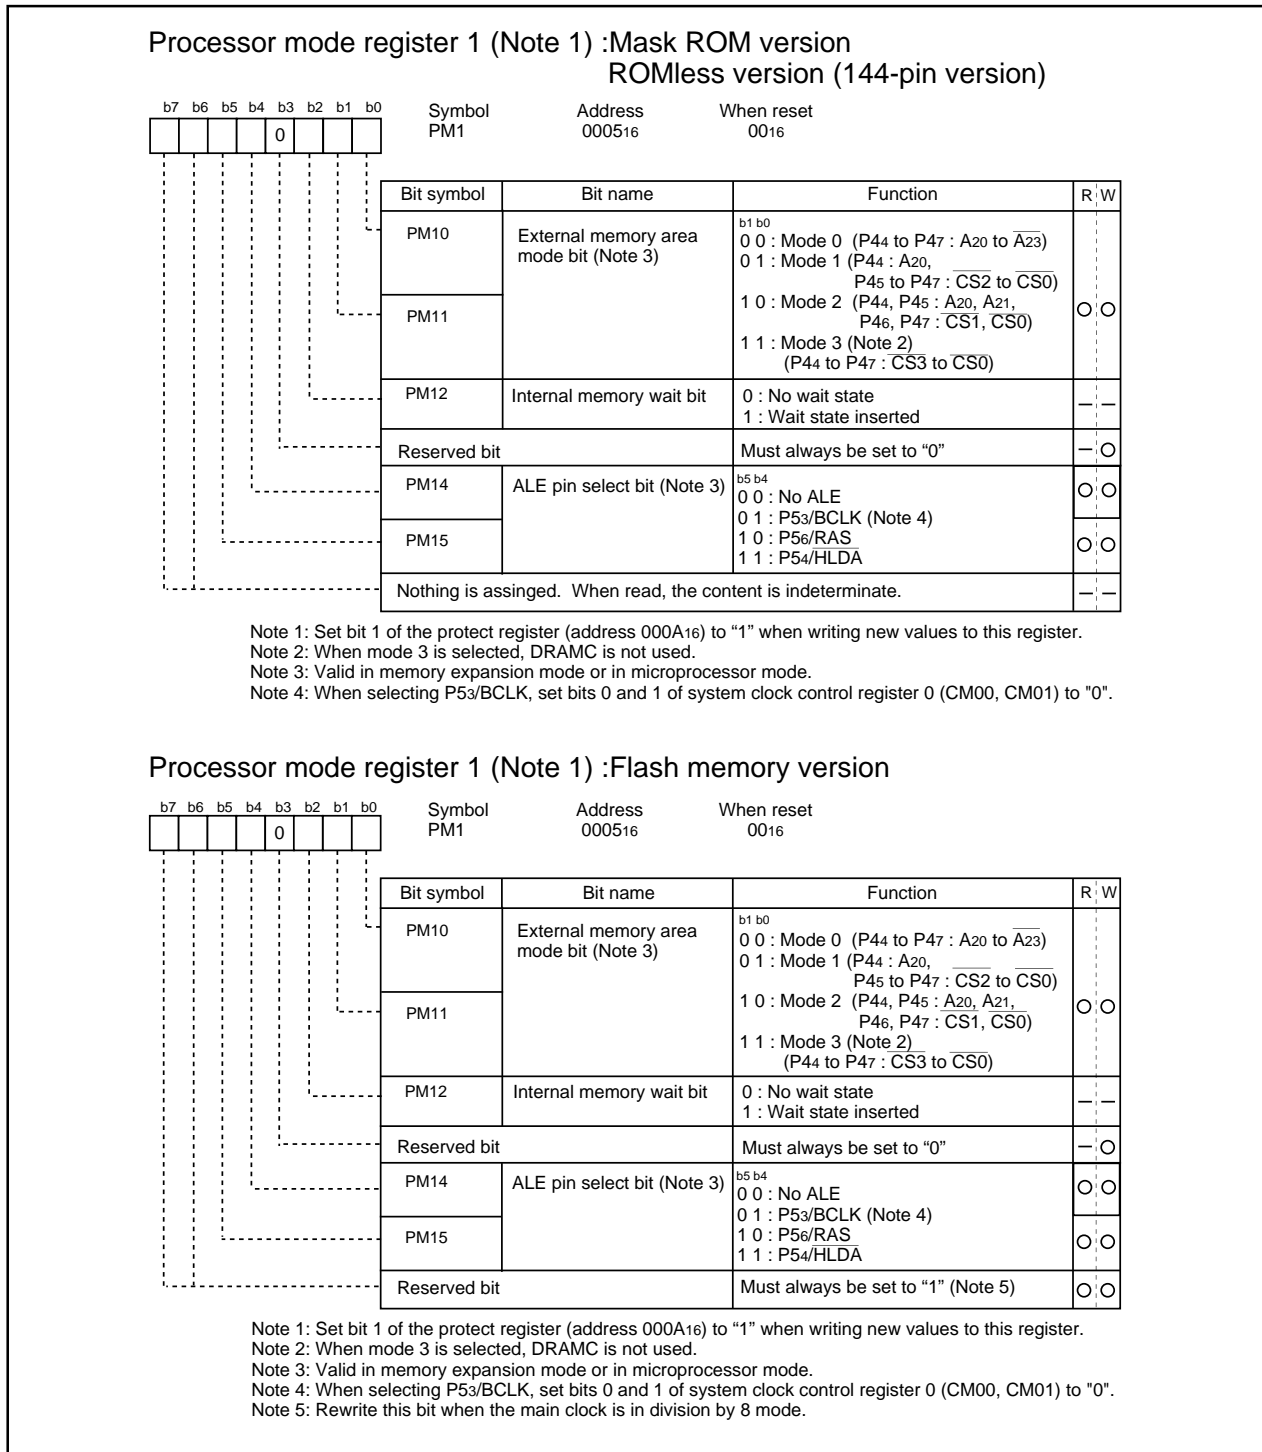 Processor mode register 1 (Note 1) :Mask ROM version
ROMless version (144-pin version)
b7 b6 b5 b4 b3 b2 b1 b0
Symbol Address When reset
PM1 000516 0016
0
Bit symbol Bit name Function R W
PM10 External memory area mode bit (Note 3)
b1 b0
0 0 : Mode 0 (P44 to P47 : A20 to A23)
0 1 : Mode 1 (P44 : A20,
P45 to P47 : CS2 to CS0)
PM11
1 0 : Mode 2 (P44, P45 : A20, A21,
P46, P47 : CS1, CS0)
1 1 : Mode 3 (Note 2)
(P44 to P47 : CS3 to CS0)
PM12 Internal memory wait bit 0 : No wait state
1 : Wait state inserted
Reserved bit Must always be set to “0”
PM14 ALE pin select bit (Note 3)
b5 b4
0 0 : No ALE
0 1 : P53/BCLK (Note 4)
PM15
1 0 : P56/RAS
1 1 : P54/HLDA
Nothing is assinged. When read, the content is indeterminate.
Note 1: Set bit 1 of the protect register (address 000A16) to “1” when writing new values to this register.
Note 2: When mode 3 is selected, DRAMC is not used.
Note 3: Valid in memory expansion mode or in microprocessor mode.
Note 4: When selecting P53/BCLK, set bits 0 and 1 of system clock control register 0 (CM00, CM01) to "0".
Processor mode register 1 (Note 1) :Flash memory version
b7 b6 b5 b4 b3 b2 b1 b0
Symbol Address When reset
PM1 000516 0016
0
Bit symbol Bit name Function R W
PM10 External memory area mode bit (Note 3)
b1 b0
0 0 : Mode 0 (P44 to P47 : A20 to A23)
0 1 : Mode 1 (P44 : A20,
P45 to P47 : CS2 to CS0)
PM11
1 0 : Mode 2 (P44, P45 : A20, A21,
P46, P47 : CS1, CS0)
1 1 : Mode 3 (Note 2)
(P44 to P47 : CS3 to CS0)
PM12 Internal memory wait bit 0 : No wait state
1 : Wait state inserted
Reserved bit Must always be set to “0”
PM14 ALE pin select bit (Note 3)
b5 b4
0 0 : No ALE
0 1 : P53/BCLK (Note 4)
PM15
1 0 : P56/RAS
1 1 : P54/HLDA
Reserved bit Must always be set to “1” (Note 5)
Note 1: Set bit 1 of the protect register (address 000A16) to “1” when writing new values to this register.
Note 2: When mode 3 is selected, DRAMC is not used.
Note 3: Valid in memory expansion mode or in microprocessor mode.
Note 4: When selecting P53/BCLK, set bits 0 and 1 of system clock control register 0 (CM00, CM01) to "0".
Note 5: Rewrite this bit when the main clock is in division by 8 mode.